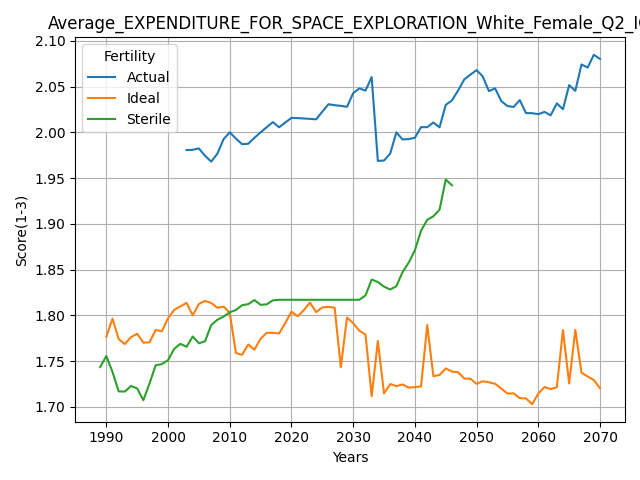 Average_EXPENDITURE_FOR_SPACE_EXPLORATION_White_Female_Q2_I
Fertility
Actual
Ideal
Sterile
Score(1-3)
2.10
2.05
2.00
1.95
1.90
1.85
1.80
1.75
1.70
1990 2000 2010 2020 2030 2040 2050 2060 2070
Years